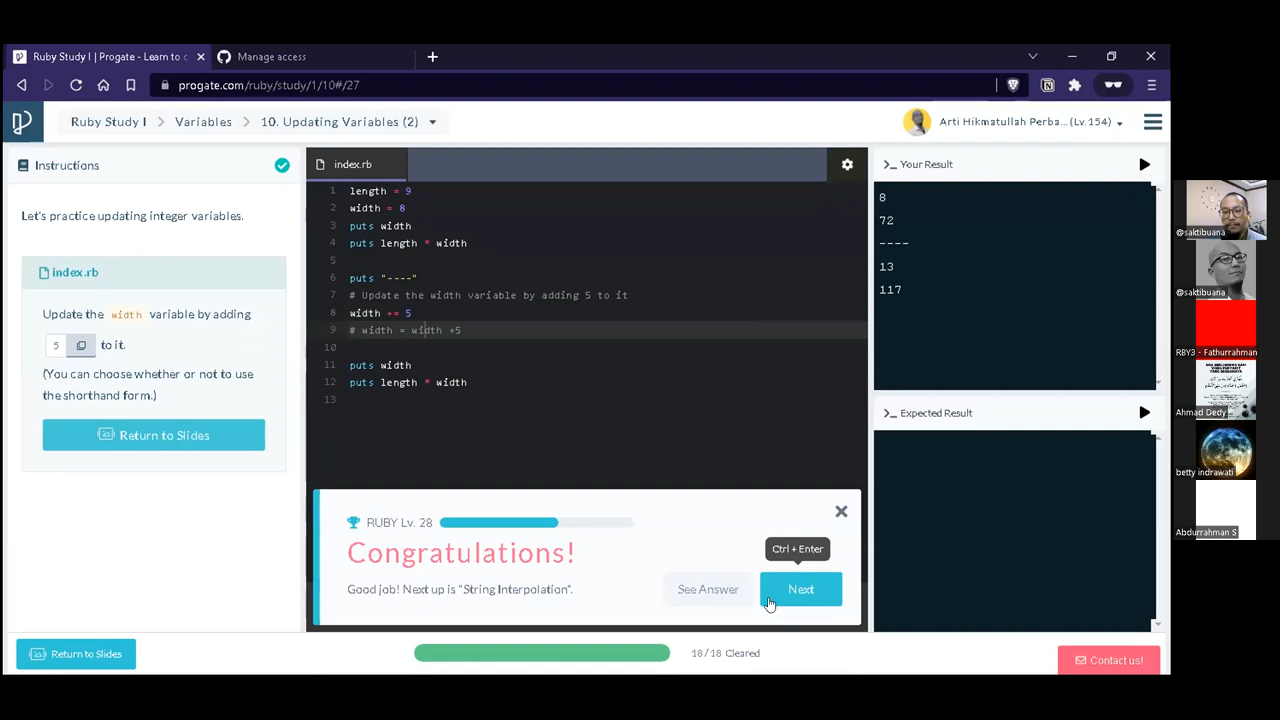 Ruby Study I | Progate - Learn to c
Manage access
progate.com/ruby/study/1/10#/27
Ruby Study I > Variables > 10. Updating Variables (2)
Arti Hikmatullah Perba...(Lv.154)
Instructions
Let's practice updating integer variables.
index.rb
Update the width variable by adding
5 to it.
(You can choose whether or not to use
the shorthand form.)
Return to Slides
index.rb
1 length = 9
2 width = 8
3 puts width
4 puts length * width
5
6 puts "----"
7 # Update the width variable by adding 5 to it
8 width += 5
9 # width = width +5
10
11 puts width
12 puts length * width
13
RUBY Lv. 28
Congratulations!
Good job! Next up is "String Interpolation".
See Answer
Ctrl + Enter
Next
>_ Your Result
8
72
----
13
117
>_ Expected Result
Return to Slides
18/18 Cleared
Contact us!
@saktibuana
@saktibuana
RBY3 - Fathurrahman
Ahmad Dedy
betty indrawati
Abdurrahman S